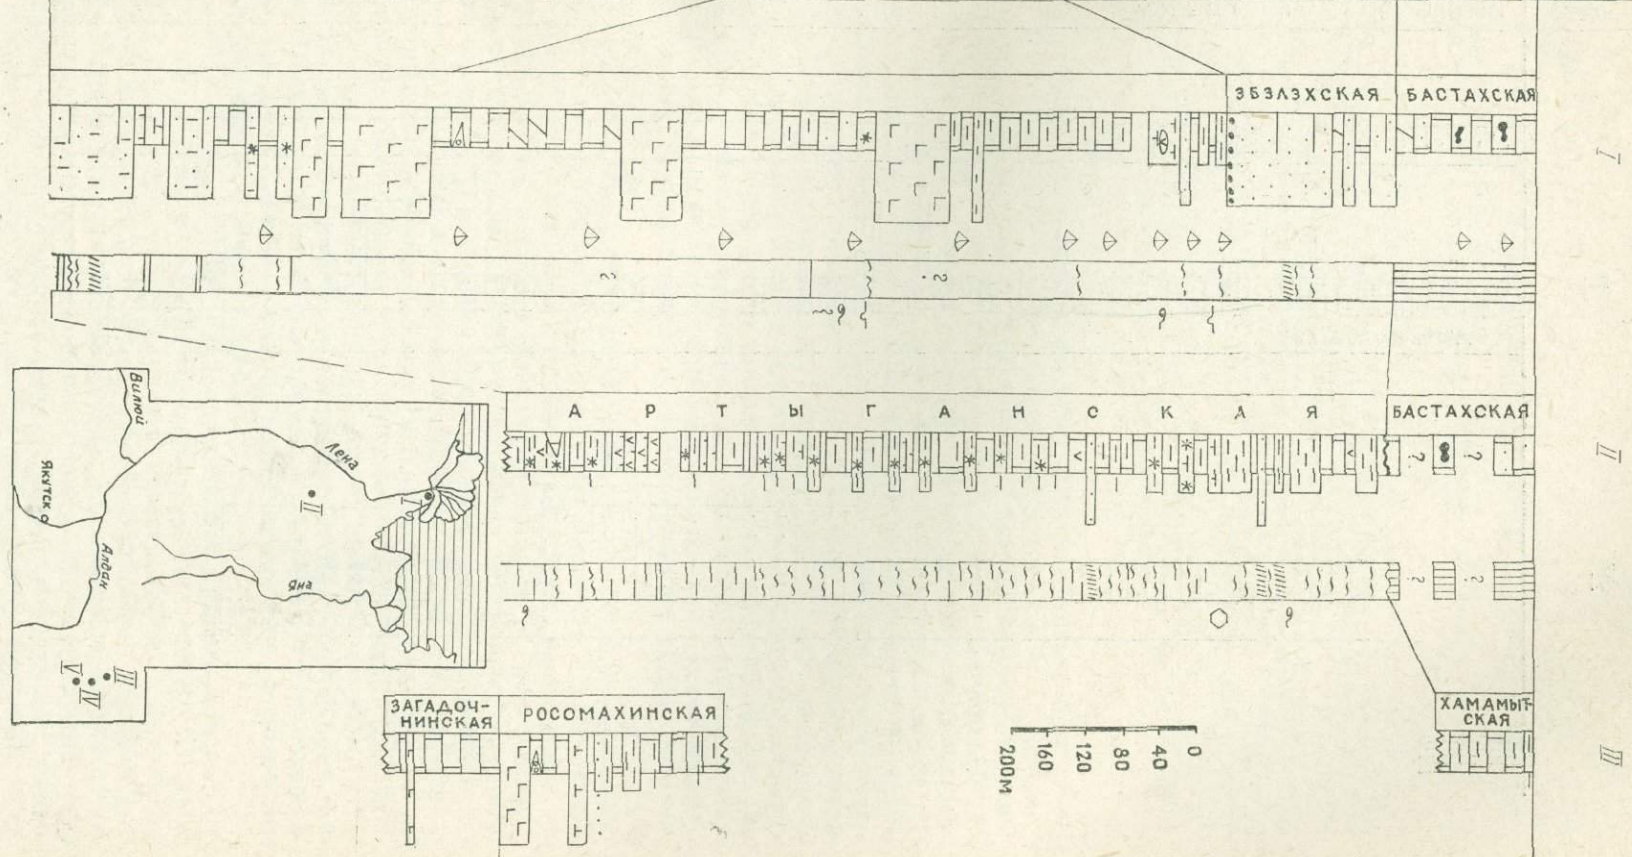 ЭБЭЛЭХСКАЯ
БАСТАХСКАЯ
I
АРТЫГАНСКАЯ
БАСТАХСКАЯ
II
Вилюй
Лена
Якутск
Алдан
Яна
I
II
III
IV
V
ЗАГАДОЧ-
НИНСКАЯ
РОСОМАХИНСКАЯ
0
40
80
120
160
200М
ХАМАМЫТ-
СКАЯ
III